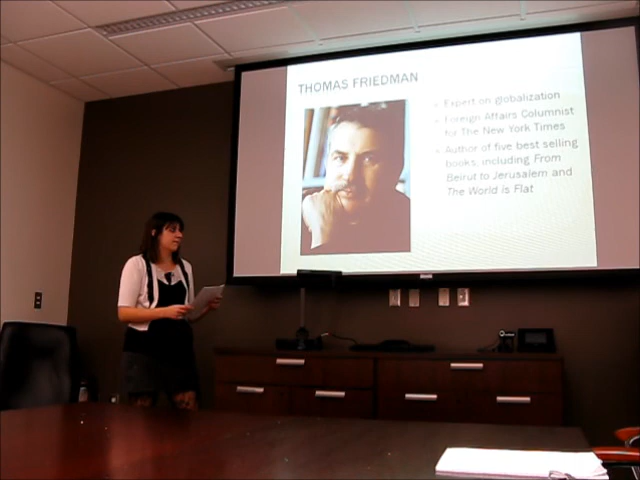 THOMAS FRIEDMAN
Expert on globalization
Foreign Affairs Columnist
for The New York Times
Author of five best selling
books, including From
Beirut to Jerusalem and
The World is Flat